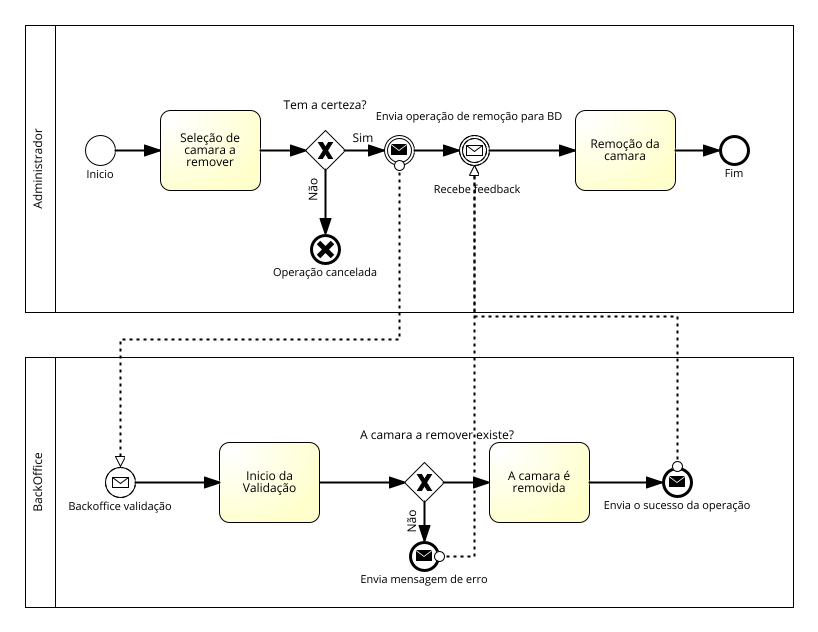 Administrador
Tem a certeza?
Envia operação de remoção para BD
Sim
Seleção de
camara a
remover
Remoção da
camara
Inicio
Não
Recebe feedback
Fim
Operação cancelada
BackOffice
A camara a remover existe?
Inicio da
Validação
A camara é
removida
Backoffice validação
Não
Envia o sucesso da operação
Envia mensagem de erro